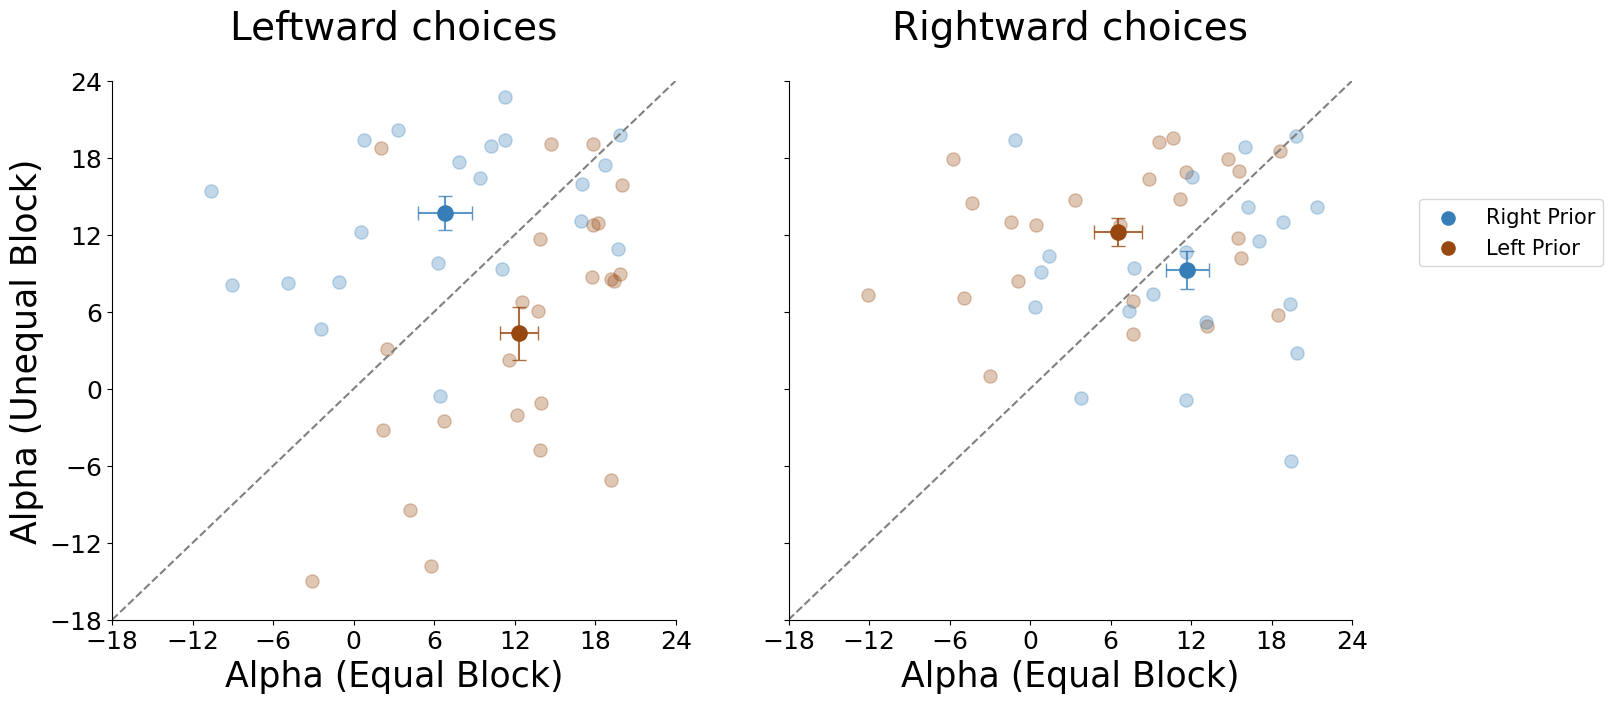 Leftward choices
Rightward choices
Alpha (Unequal Block)
24
18
12
6
0
−6
−12
−18
−18 −12 −6 0 6 12 18 24
−18 −12 −6 0 6 12 18 24
Alpha (Equal Block)
Alpha (Equal Block)
Right Prior
Left Prior